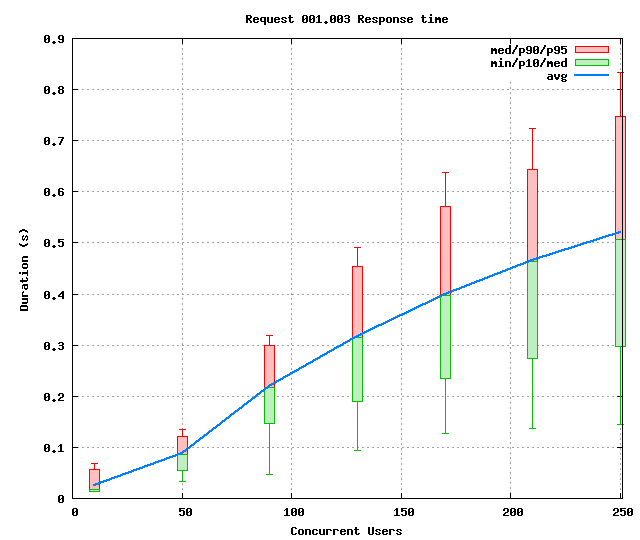 Request 001.003 Response time
med/p90/p95
min/p10/med
avg
0.9
0.8
0.7
0.6
0.5
0.4
0.3
0.2
0.1
0
Duration (s)
0 50 100 150 200 250
Concurrent Users